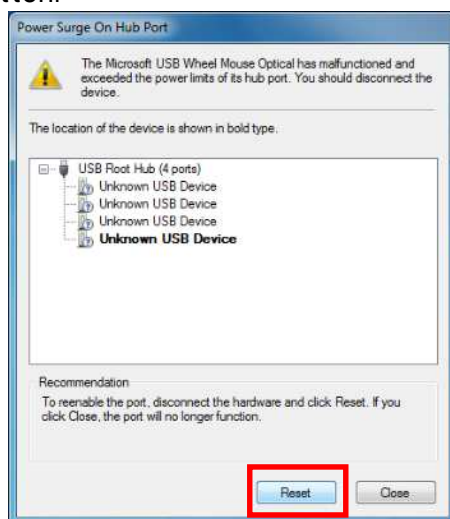 Power Surge On Hub Port
The Microsoft USB Wheel Mouse Optical has malfunctioned and
exceeded the power limits of its hub port. You should disconnect the
device.
The location of the device is shown in bold type.
USB Root Hub (4 ports)
Unknown USB Device
Unknown USB Device
Unknown USB Device
Unknown USB Device
Recommendation
To reenable the port, disconnect the hardware and click Reset. If you
click Close, the port will no longer function.
Reset
Close